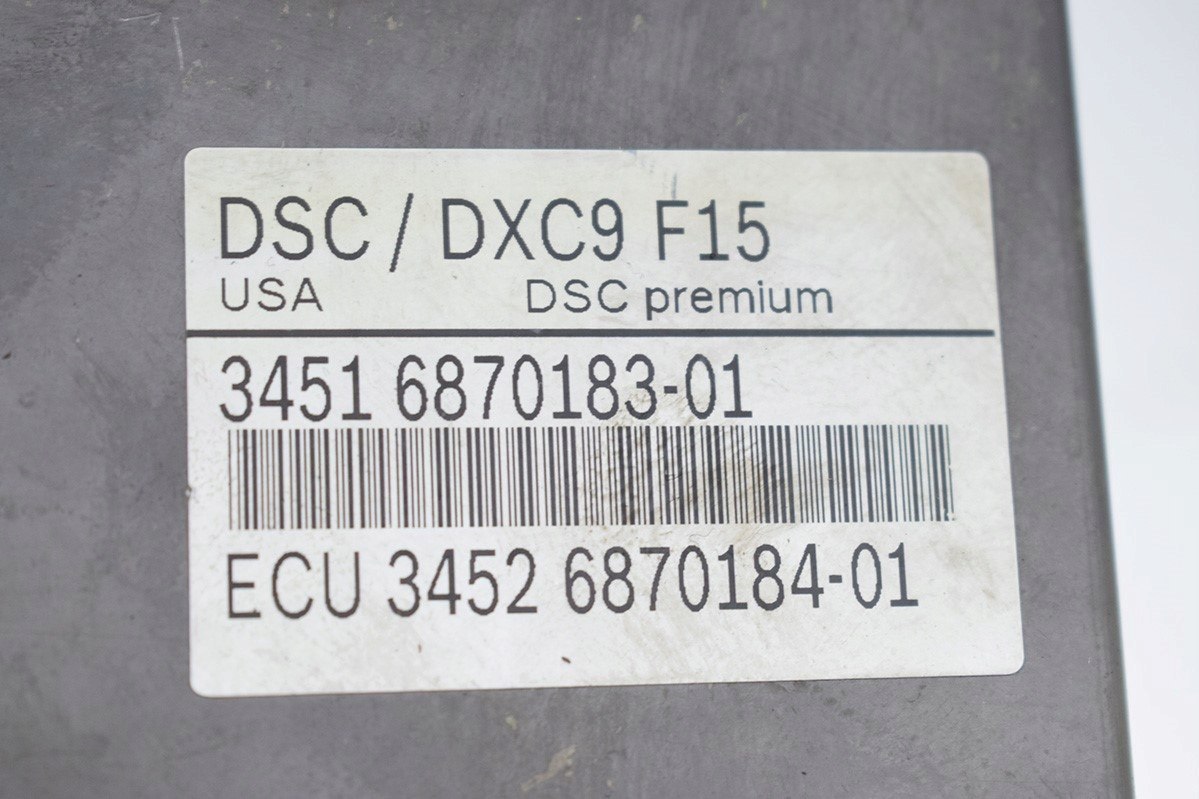 DSC / DXC9 F15
USA DSC premium
3451 6870183-01
ECU 3452 6870184-01